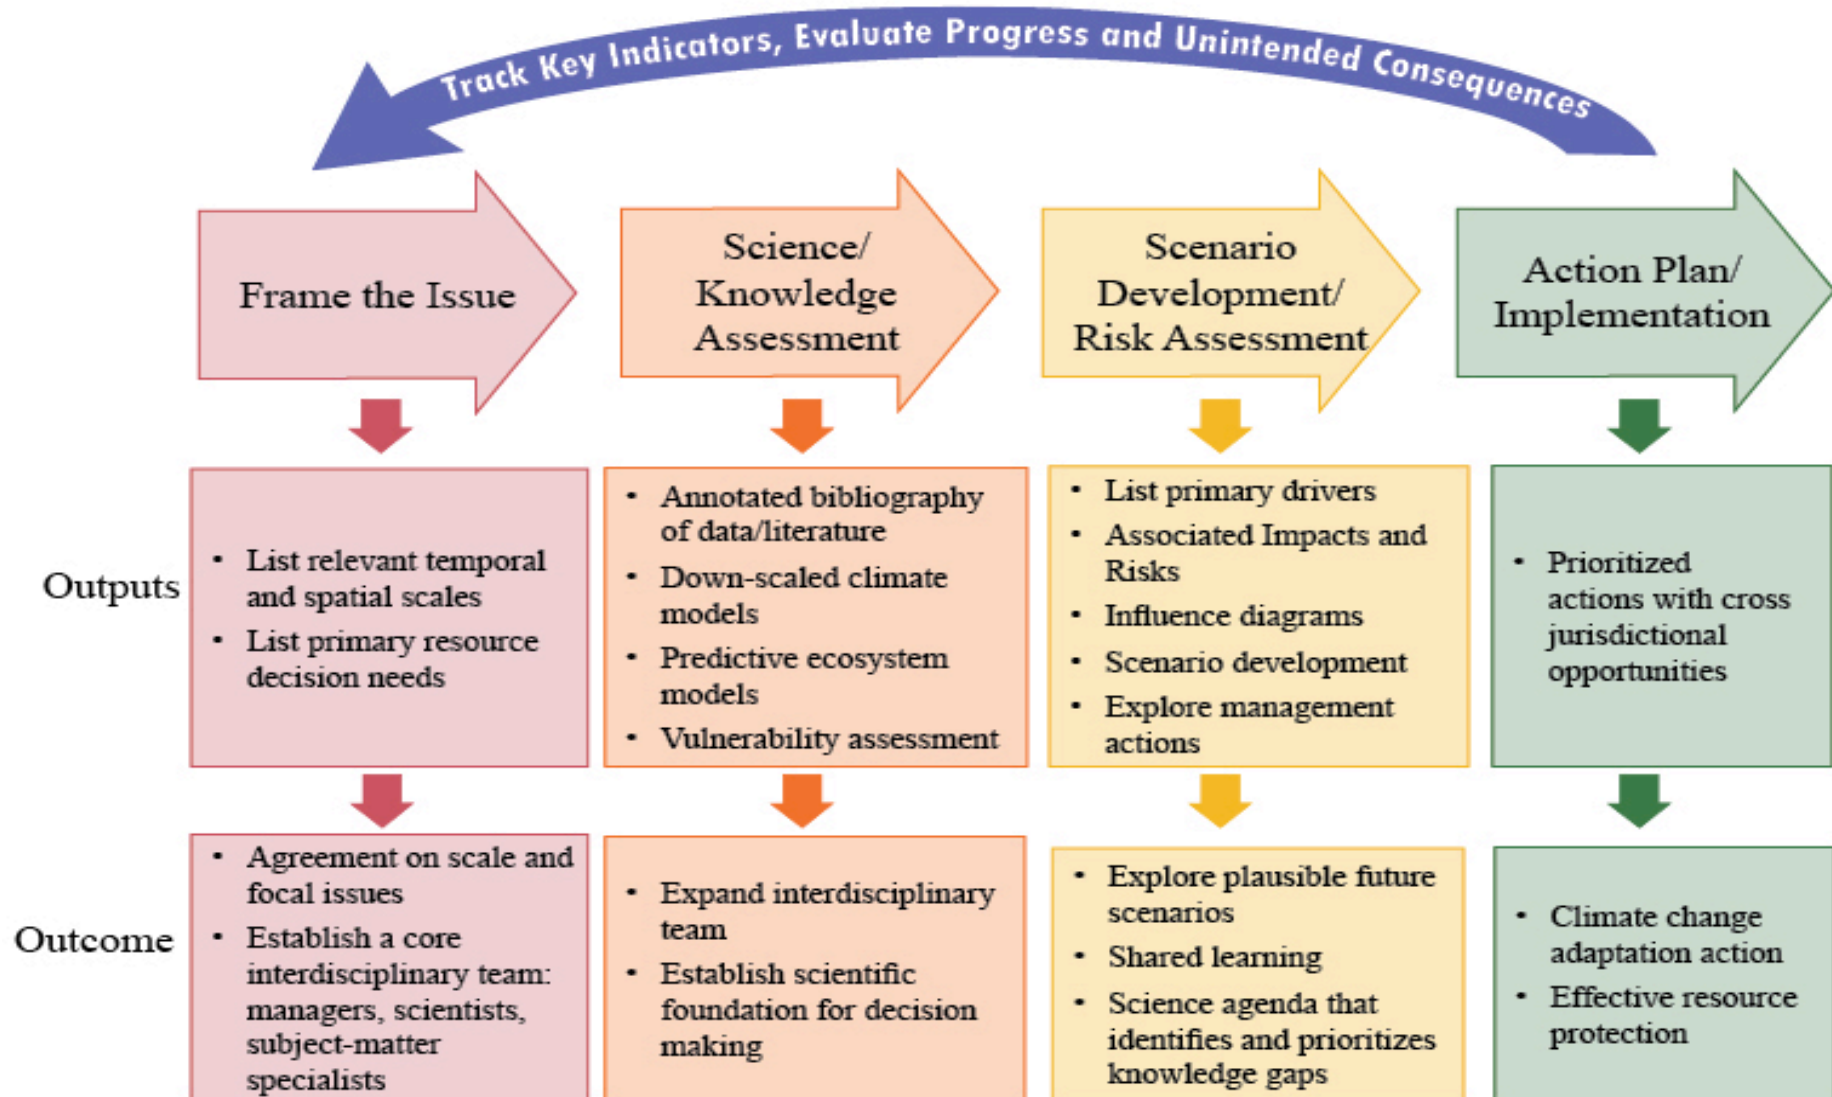 Track Key Indicators, Evaluate Progress and Unintended Consequences
Frame the Issue
Science/
Knowledge
Assessment
Scenario
Development/
Risk Assessment
Action Plan/
Implementation
Outputs
• List relevant temporal
and spatial scales
• List primary resource
decision needs
• Annotated bibliography
of data/literature
• Down-scaled climate
models
• Predictive ecosystem
models
• Vulnerability assessment
• List primary drivers
• Associated Impacts and
Risks
• Influence diagrams
• Scenario development
• Explore management
actions
• Prioritized
actions with cross
jurisdictional
opportunities
Outcome
• Agreement on scale and
focal issues
• Establish a core
interdisciplinary team:
managers, scientists,
subject-matter
specialists
• Expand interdisciplinary
team
• Establish scientific
foundation for decision
making
• Explore plausible future
scenarios
• Shared learning
• Science agenda that
identifies and prioritizes
knowledge gaps
• Climate change
adaptation action
• Effective resource
protection